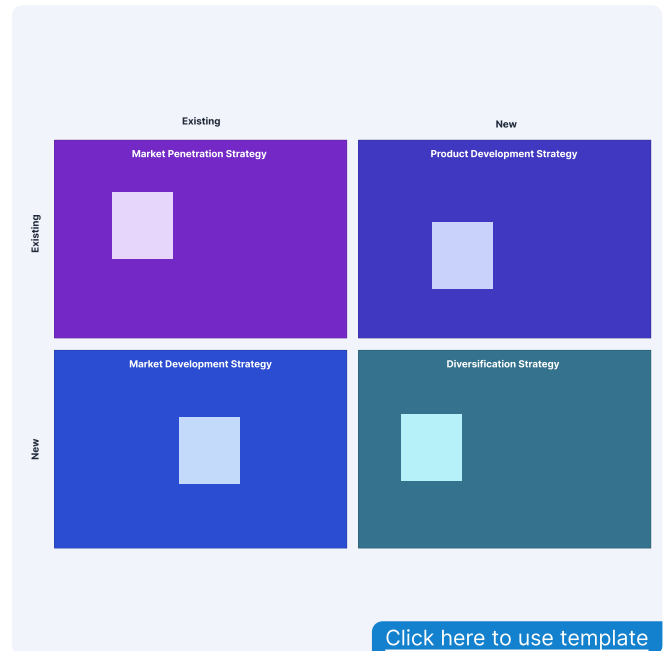 Existing
New
Market Penetration Strategy
Product Development Strategy
Existing
Market Development Strategy
Diversification Strategy
New
Click here to use template